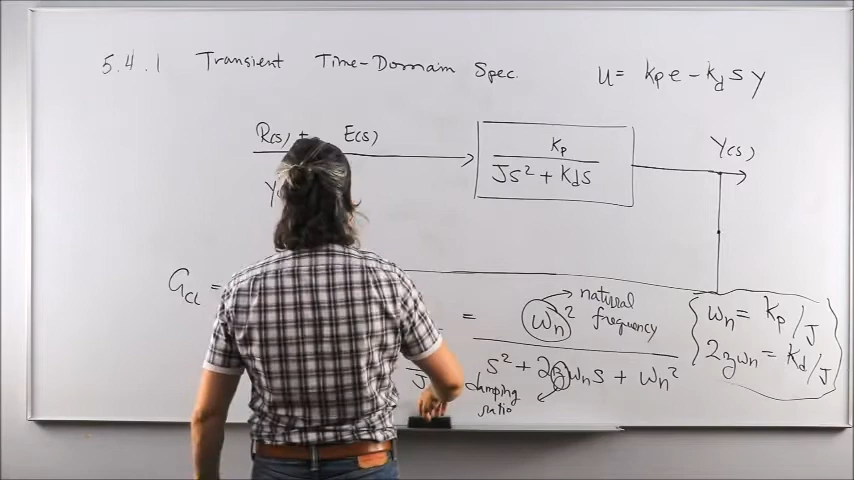 5.4.1 Transient Time-Domain Spec.
u = kpe - kd s y
R(s) + E(s)
kp
Js² + kds
Y(s)
Gcl =
= ωn²
s² + 2ζωns + ωn²
natural
frequency
damping
ratio
J
ωn = kp/J
2ζωn = kd/J